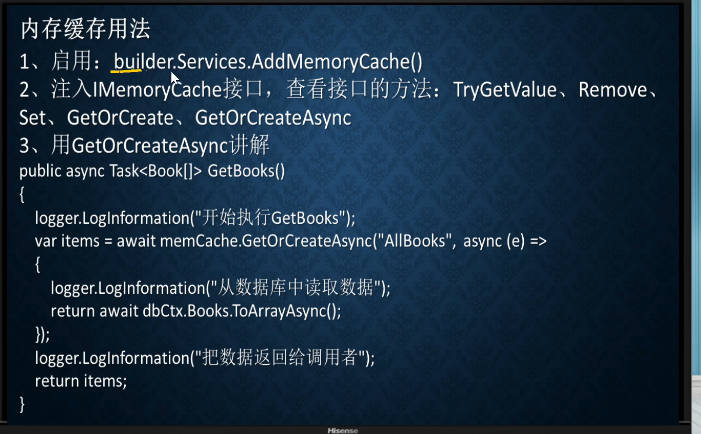 内存缓存用法
1、启用：builder.Services.AddMemoryCache()
2、注入IMemoryCache接口，查看接口的方法：TryGetValue、Remove、
Set、GetOrCreate、GetOrCreateAsync
3、用GetOrCreateAsync讲解
public async Task<Book[]> GetBooks()
{
logger.LogInformation("开始执行GetBooks");
var items = await memCache.GetOrCreateAsync("AllBooks", async (e) =>
{
logger.LogInformation("从数据库中读取数据");
return await dbCtx.Books.ToArrayAsync();
});
logger.LogInformation("把数据返回给调用者");
return items;
}
Hisense